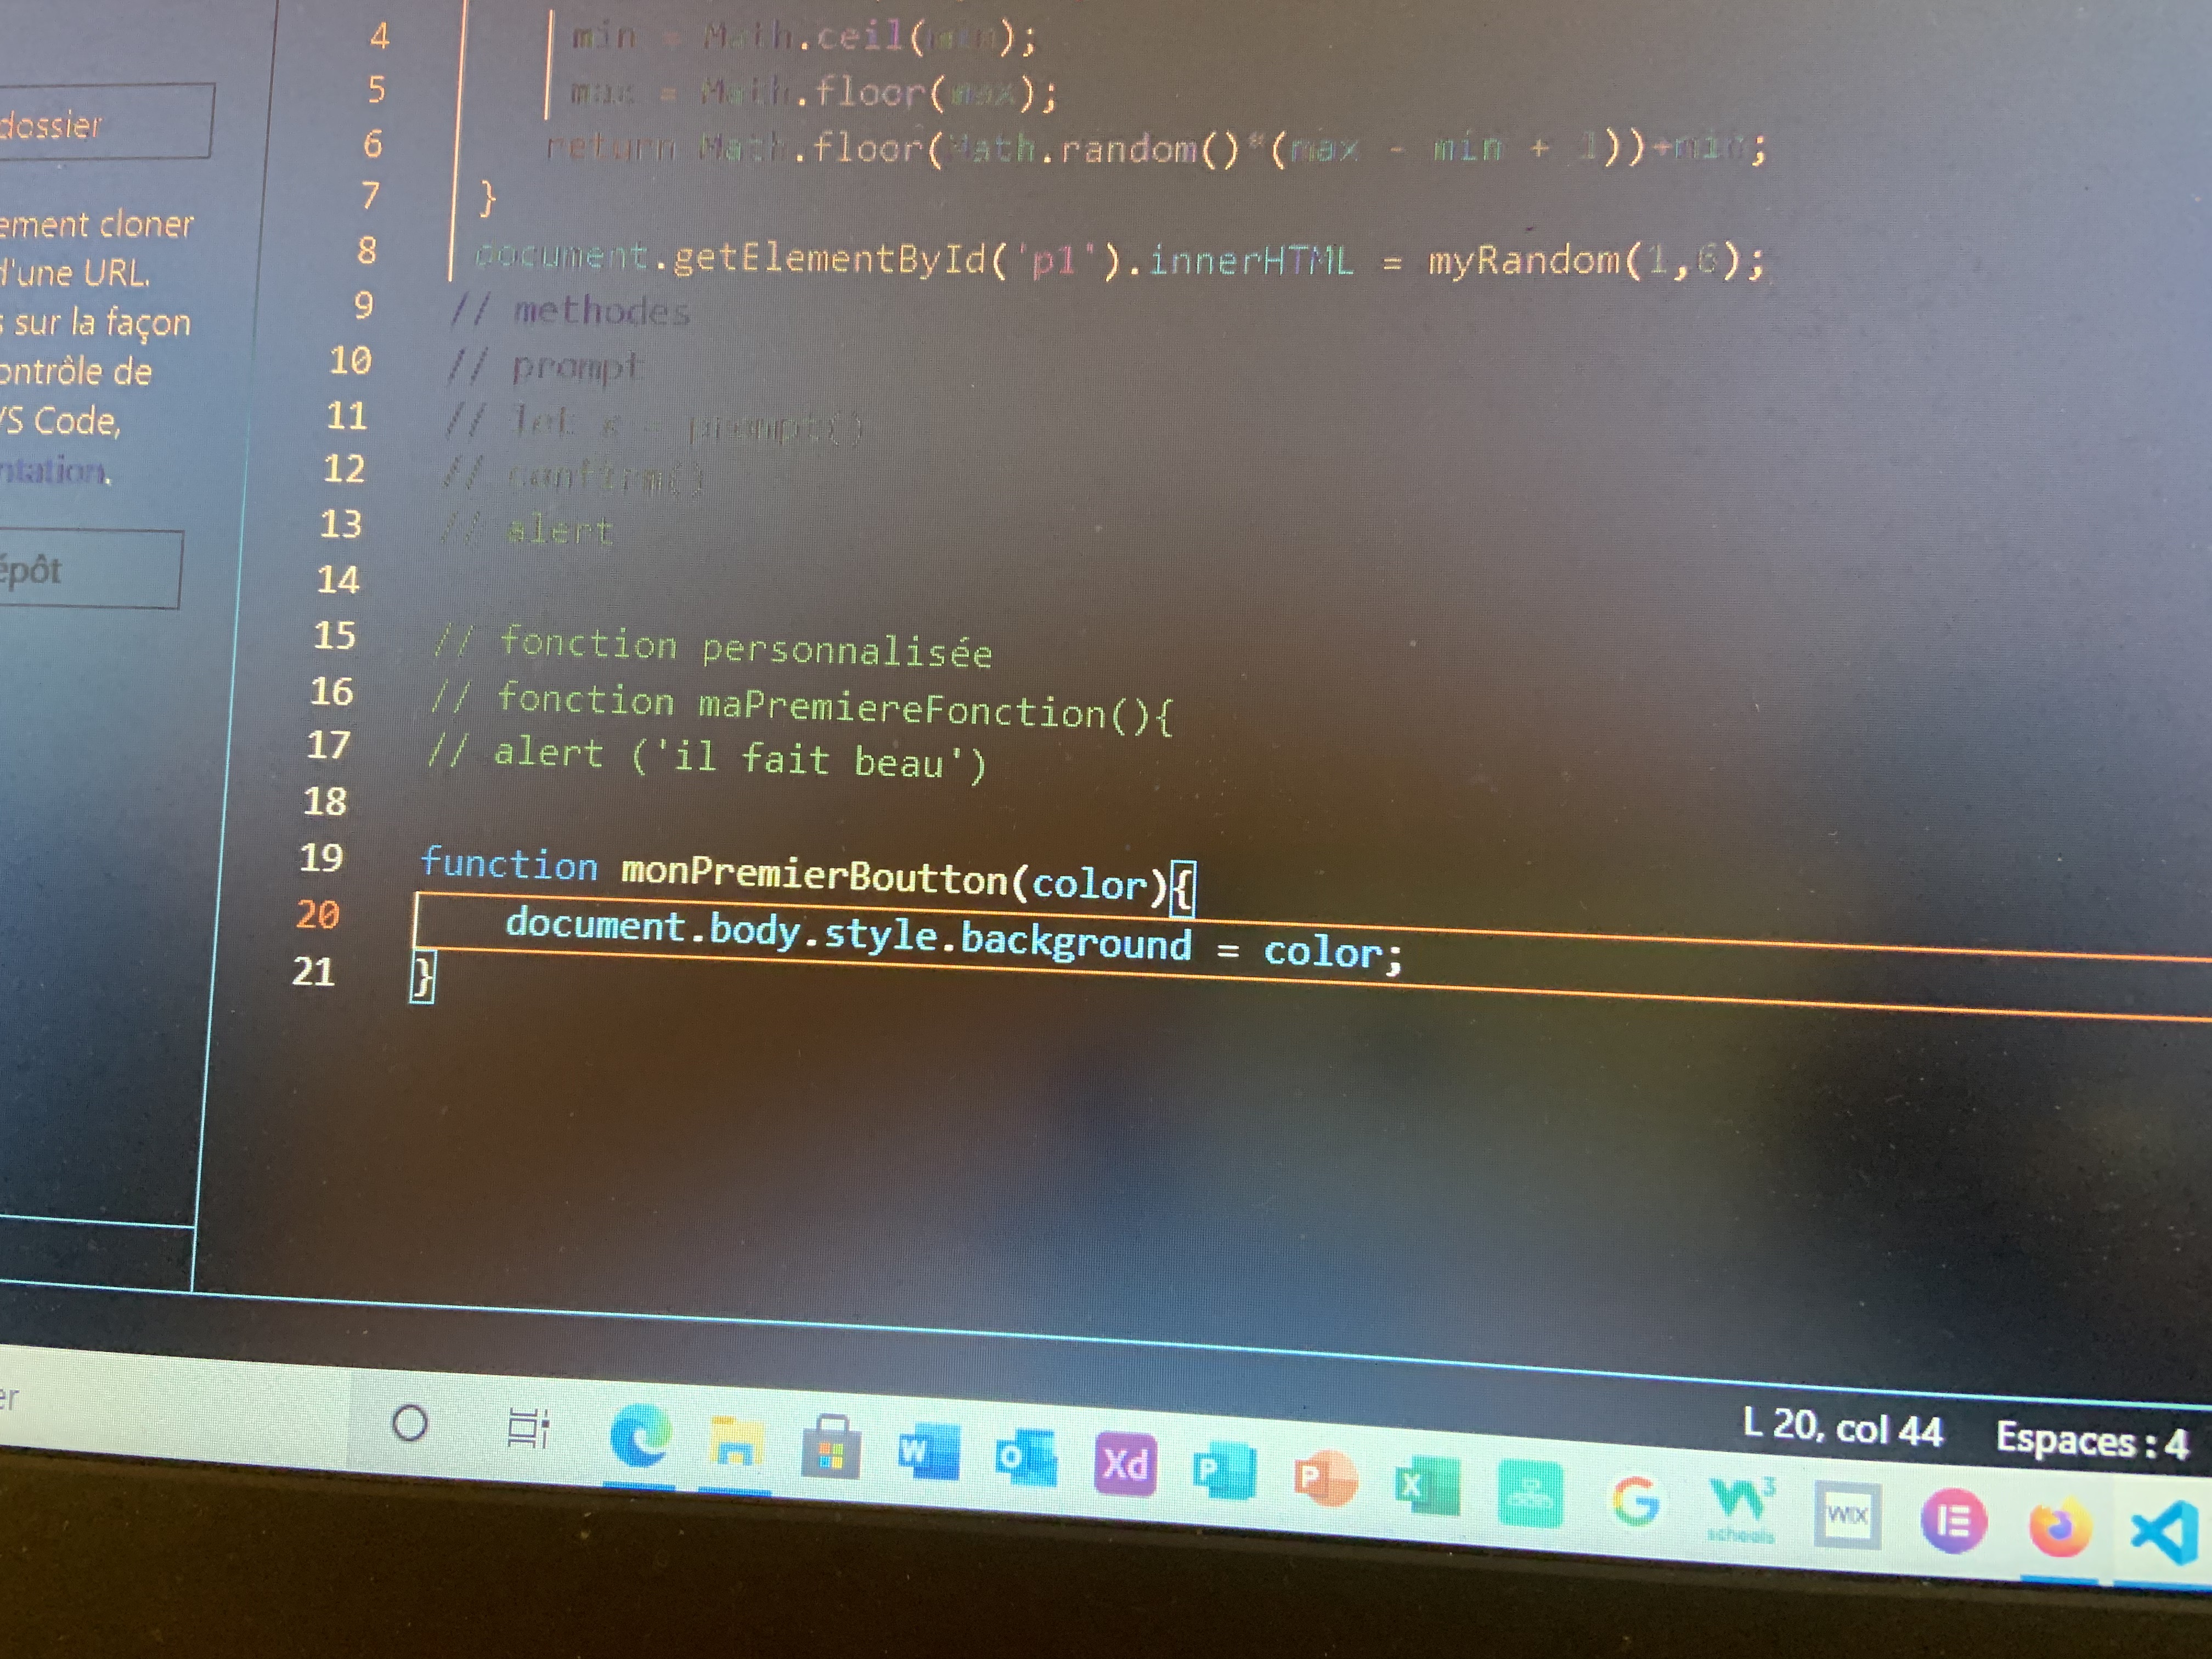 dossier
ement cloner
d'une URL.
s sur la façon
ontrôle de
VS Code,
ntation.
épôt
4 min = Math.ceil(min);
5 max = Math.floor(max);
6 return Math.floor(Math.random()*(max - min + 1))+min;
7 }
8 document.getElementById('p1').innerHTML = myRandom(1,6);
9 // methodes
10 // prompt
11 // let x = prompt()
12 // confirm()
13 // alert
14
15 // fonction personnalisée
16 // fonction maPremiereFonction(){
17 // alert ('il fait beau')
18
19 function monPremierBoutton(color){
20 document.body.style.background = color;
21 }
L 20, col 44 Espaces : 4
er
W
O
Xd
P
P
X
G
W3
schools
WIX